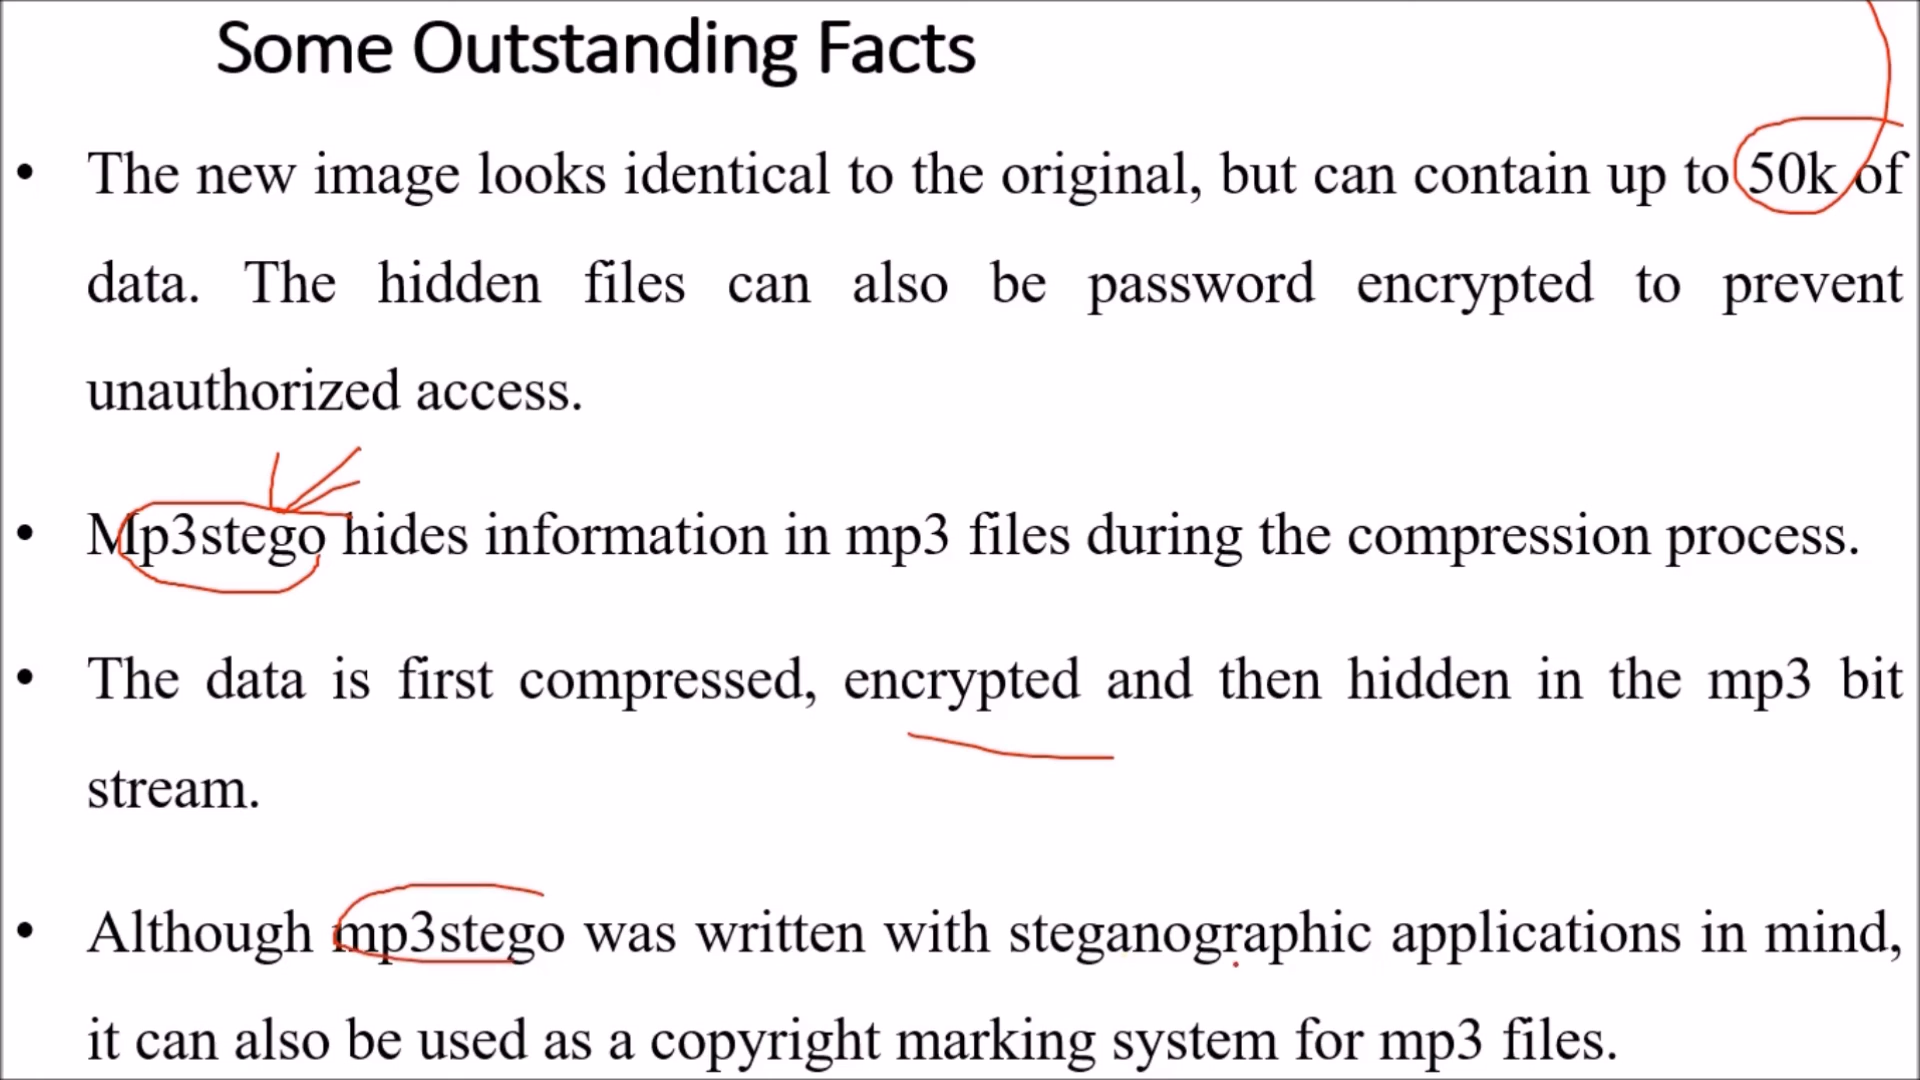 Some Outstanding Facts
• The new image looks identical to the original, but can contain up to 50k of
data. The hidden files can also be password encrypted to prevent
unauthorized access.
• Mp3stego hides information in mp3 files during the compression process.
• The data is first compressed, encrypted and then hidden in the mp3 bit
stream.
• Although mp3stego was written with steganographic applications in mind,
it can also be used as a copyright marking system for mp3 files.